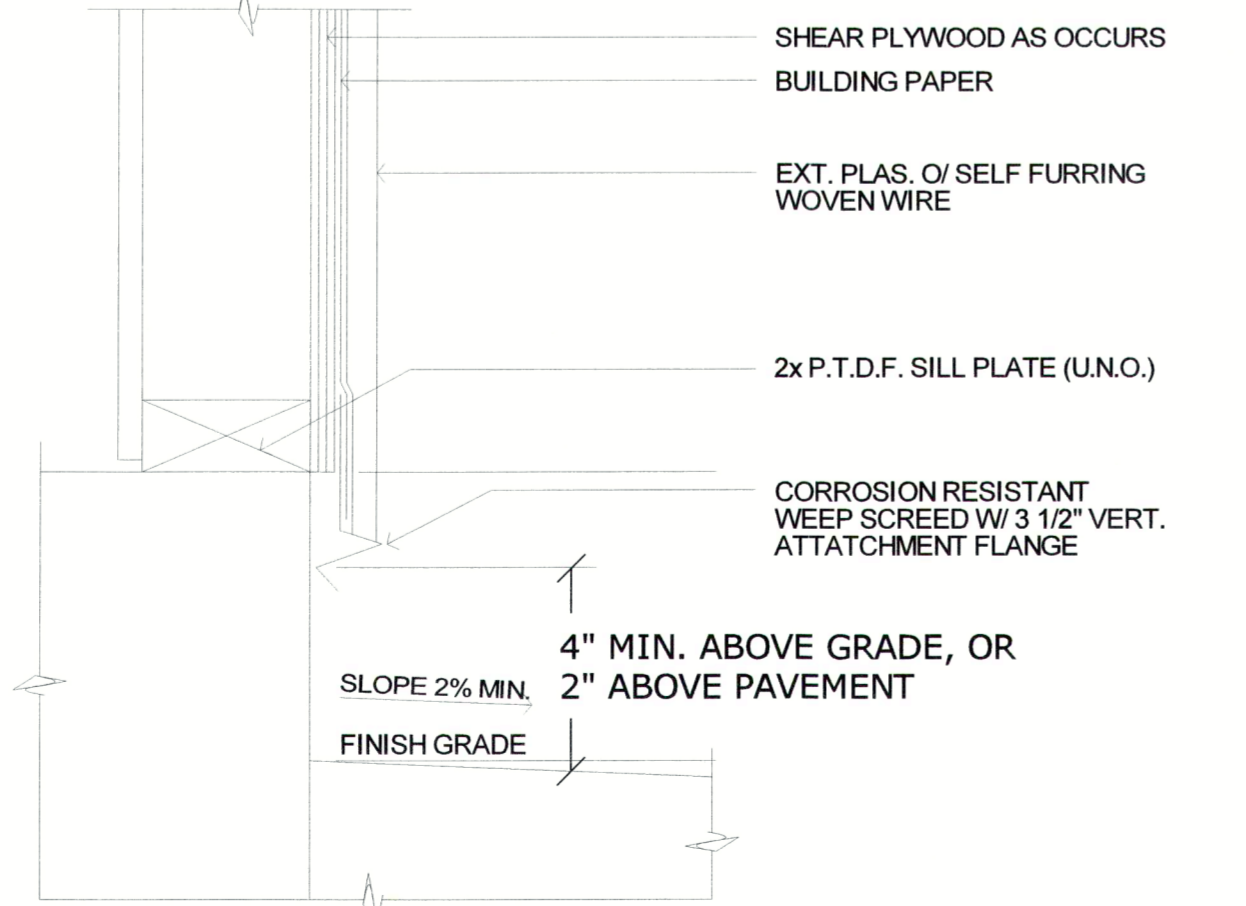 SHEAR PLYWOOD AS OCCURS
BUILDING PAPER
EXT. PLAS. O/ SELF FURRING
WOVEN WIRE
2x P.T.D.F. SILL PLATE (U.N.O.)
CORROSION RESISTANT
WEEP SCREED W/ 3 1/2" VERT.
ATTATCHMENT FLANGE
4" MIN. ABOVE GRADE, OR
2" ABOVE PAVEMENT
SLOPE 2% MIN.
FINISH GRADE